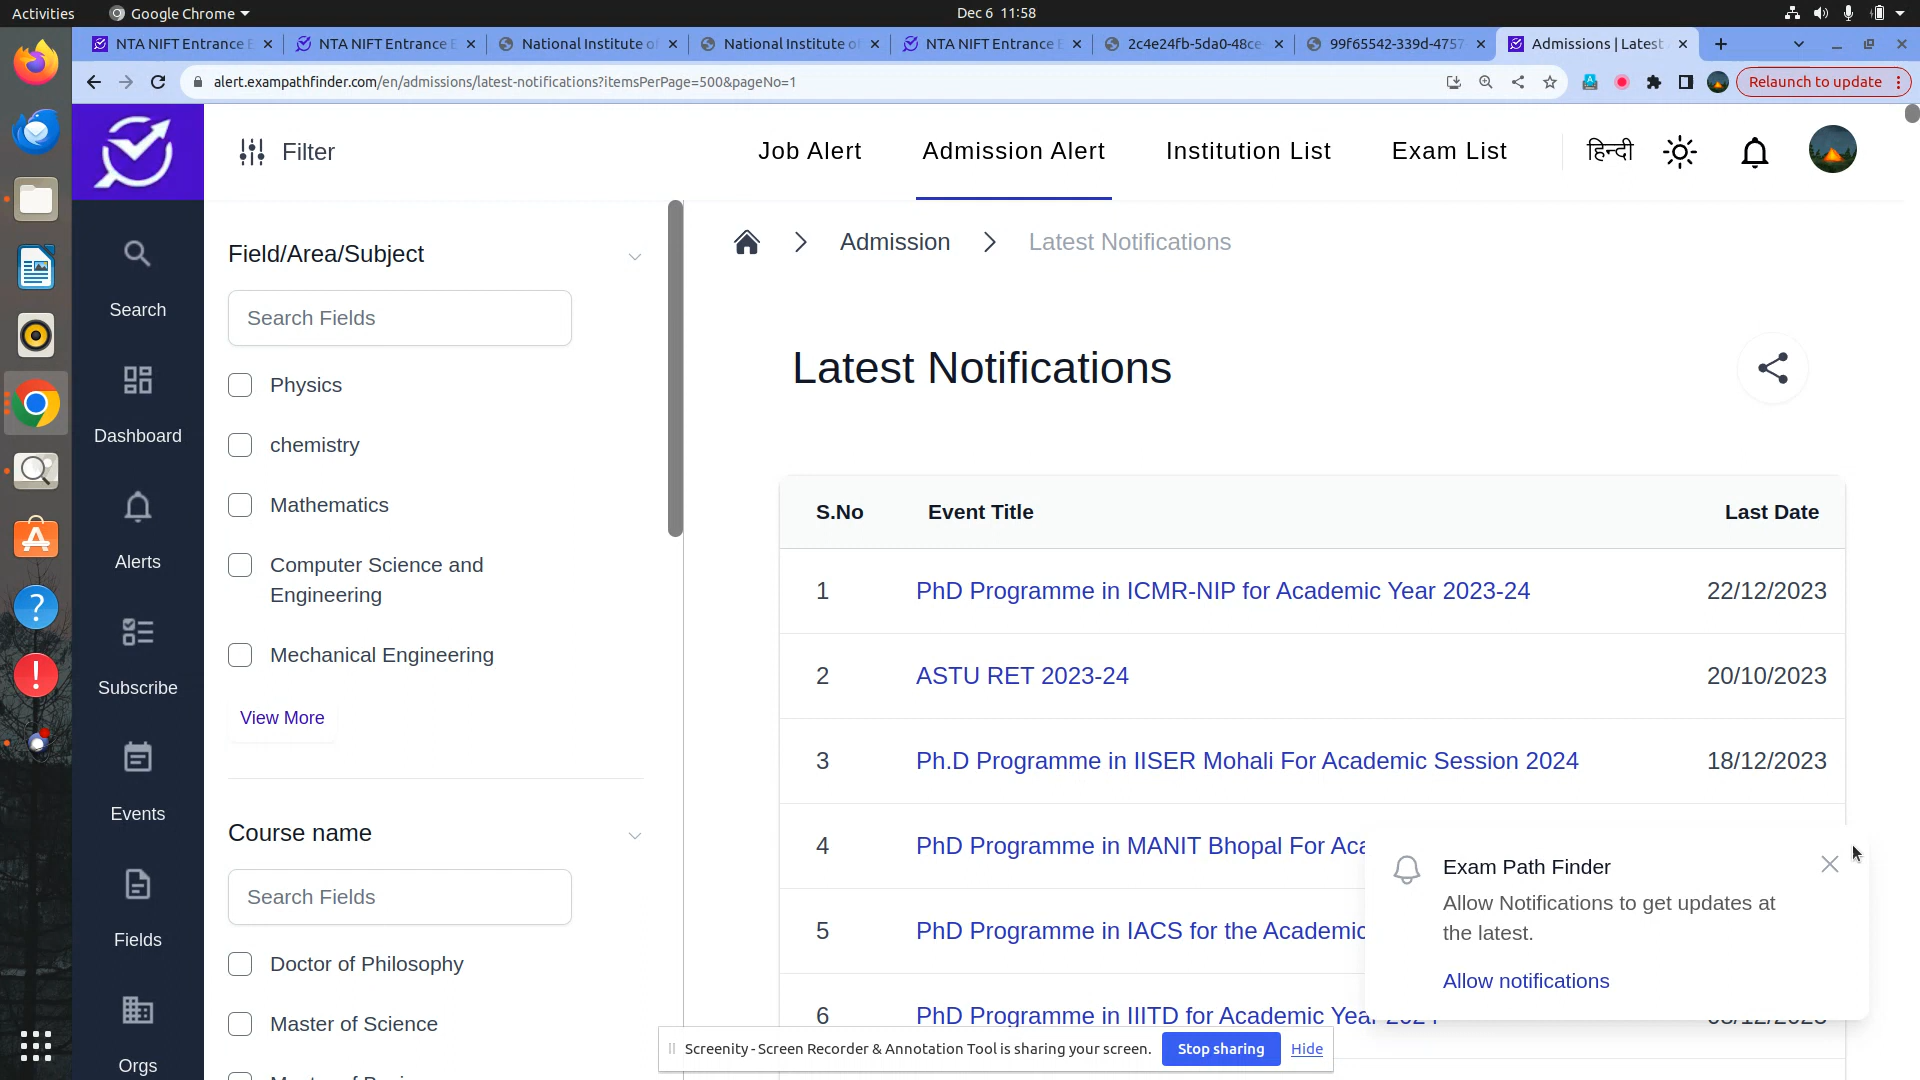 Activities
Google Chrome
Dec 6 11:58
NTA NIFT Entrance E
NTA NIFT Entrance E
National Institute of
National Institute of
NTA NIFT Entrance E
2c4e24fb-5da0-48ce-
99f65542-339d-4757-
Admissions | Latest
alert.exampathfinder.com/en/admissions/latest-notifications?itemsPerPage=500&pageNo=1
Relaunch to update
Filter
Job Alert
Admission Alert
Institution List
Exam List
हिन्दी
Search
Dashboard
Alerts
Subscribe
Events
Fields
Orgs
Field/Area/Subject
Search Fields
Physics
chemistry
Mathematics
Computer Science and
Engineering
Mechanical Engineering
View More
Course name
Search Fields
Doctor of Philosophy
Master of Science
Admission
Latest Notifications
Latest Notifications
S.No Event Title Last Date
1 PhD Programme in ICMR-NIP for Academic Year 2023-24 22/12/2023
2 ASTU RET 2023-24 20/10/2023
3 Ph.D Programme in IISER Mohali For Academic Session 2024 18/12/2023
4 PhD Programme in MANIT Bhopal For Aca
5 PhD Programme in IACS for the Academic
6 PhD Programme in IIITD for Academic Year 2024
Exam Path Finder
Allow Notifications to get updates at
the latest.
Allow notifications
Screenity - Screen Recorder & Annotation Tool is sharing your screen.
Stop sharing
Hide